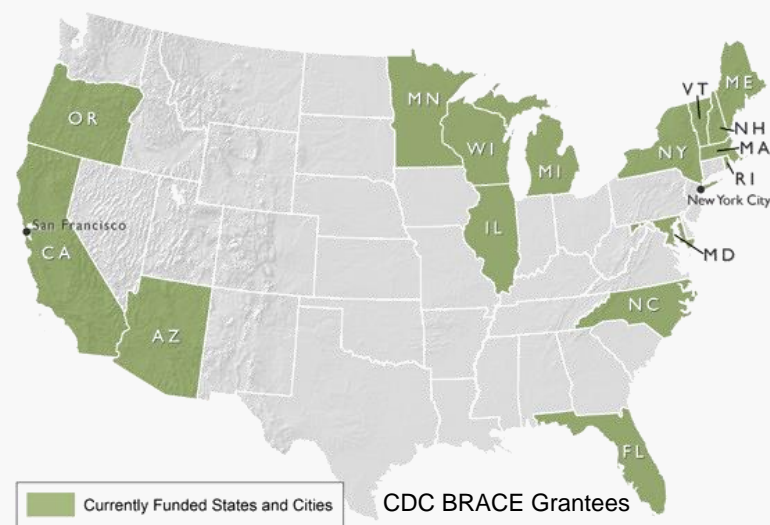 ME
VT
MN
OR
NH
WI
MA
NY
MI
RI
New York City
San Francisco
IL
CA
MD
NC
AZ
FL
Currently Funded States and Cities
CDC BRACE Grantees